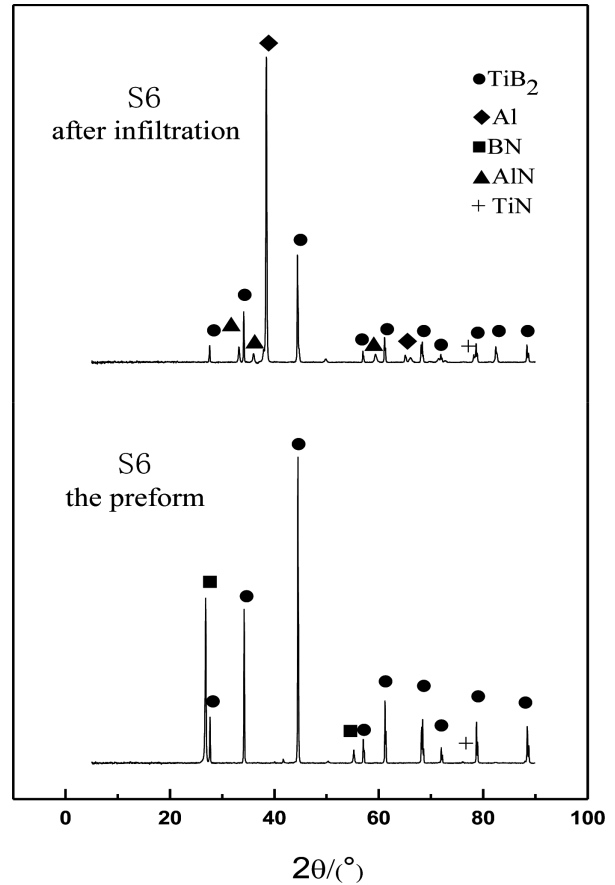 S6
after infiltration
TiB2
Al
BN
AlN
TiN
S6
the preform
0 20 40 60 80 100
2θ/(°)